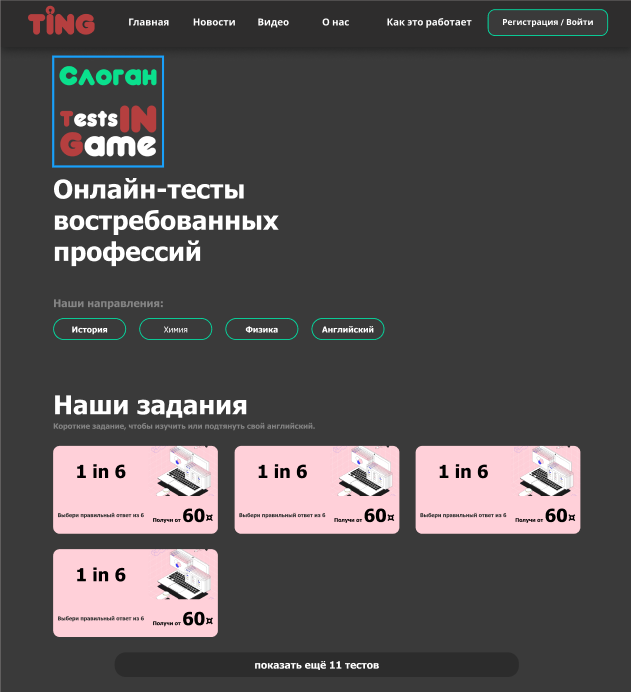 TING
Главная Новости Видео О нас Как это работает Регистрация / Войти
Слоган
Tests IN
Game
Онлайн-тесты
востребованных
профессий
Наши направления:
История Химия Физика Английский
Наши задания
Короткие задание, чтобы изучить или подтянуть свой английский.
1 in 6 1 in 6 1 in 6
Выбери правильный ответ из 6 Получи от 60¤ Выбери правильный ответ из 6 Получи от 60¤ Выбери правильный ответ из 6 Получи от 60¤
1 in 6
Выбери правильный ответ из 6 Получи от 60¤
показать ещё 11 тестов